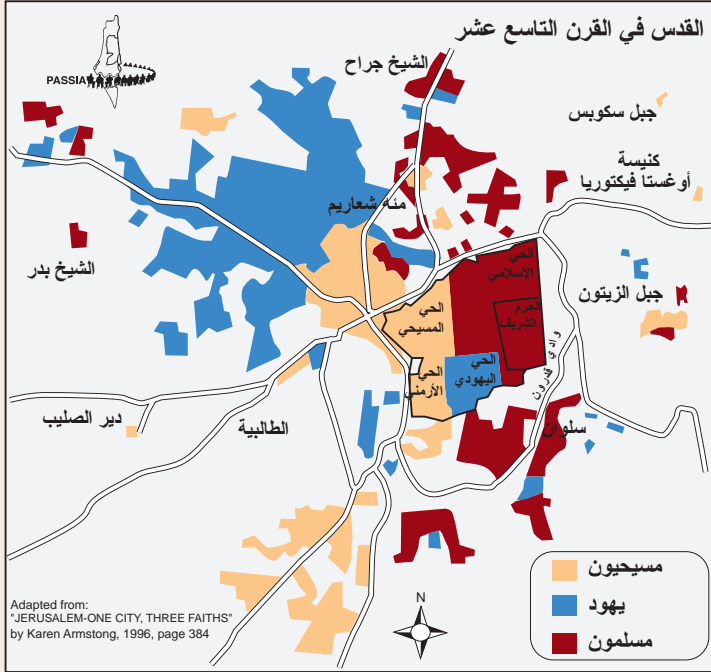 القدس في القرن التاسع عشر
PASSIA
الشيخ جراح
جبل سكوبس
كنيسة
أوغستا فيكتوريا
مئه شعاريم
الشيخ بدر
الحي
الإسلامي
جبل الزيتون
الحرم
الشريف
الحي
المسيحي
وادي قدرون
الحي
اليهودي
الحي
الأرمني
دير الصليب
الطالبية
سلوان
مسيحيون
يهود
مسلمون
N
Adapted from:
"JERUSALEM-ONE CITY, THREE FAITHS"
by Karen Armstong, 1996, page 384